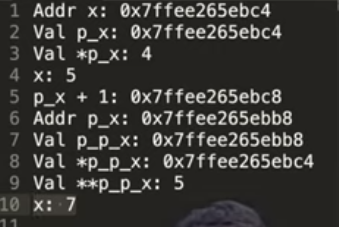 1 Addr x: 0x7ffee265ebc4
2 Val p_x: 0x7ffee265ebc4
3 Val *p_x: 4
4 x: 5
5 p_x + 1: 0x7ffee265ebc8
6 Addr p_x: 0x7ffee265ebb8
7 Val p_p_x: 0x7ffee265ebb8
8 Val *p_p_x: 0x7ffee265ebc4
9 Val **p_p_x: 5
10 x: 7
11